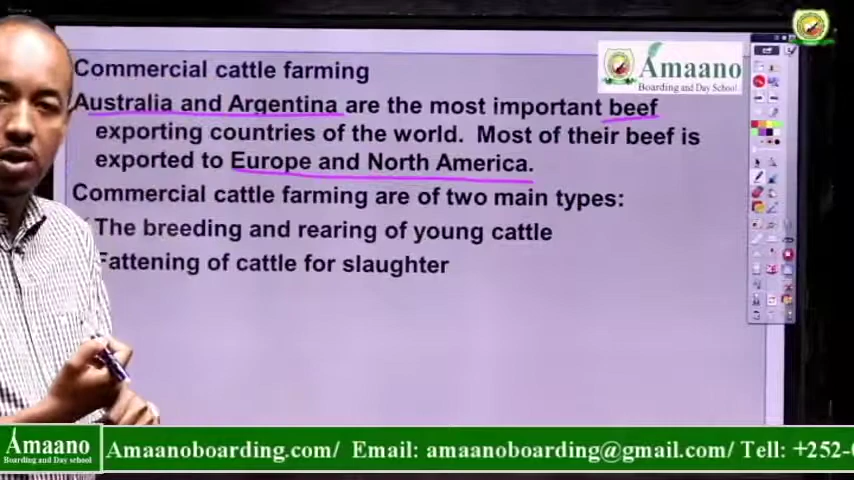 Commercial cattle farming
Australia and Argentina are the most important beef
exporting countries of the world. Most of their beef is
exported to Europe and North America.
Commercial cattle farming are of two main types:
The breeding and rearing of young cattle
Fattening of cattle for slaughter
Amaano
Boarding and Day School
Amaano
Boarding and Day school
Amaanoboarding.com/ Email: amaanoboarding@gmail.com/ Tell: +252-